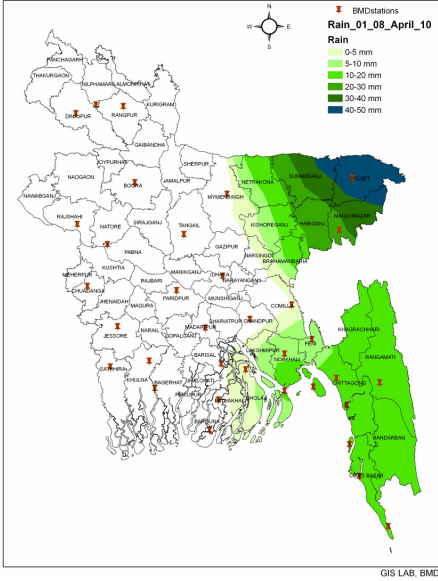 N
W E
S
BMDstations
Rain_01_08_April_10
Rain
0-5 mm
5-10 mm
10-20 mm
20-30 mm
30-40 mm
40-50 mm
PANCHAGARH
THAKURGAON
NILPHAMARI LALMONIRHAT
KURIGRAM
DINAJPUR
RANGPUR
GAIBANDHA
JOYPURHAT
SHERPUR
NAOGAON
BOGRA
JAMALPUR
NETRAKONA
SUNAMGANJ
SYLHET
NAWABGANJ
MYMENSINGH
MAULVIBAZAR
RAJSHAHI
NATORE
SIRAJGANJ
TANGAIL
KISHOREGANJ
HABIGANJ
PABNA
GAZIPUR
NARSINGDI
BRAHAMANBARIA
KUSHTIA
MEHERPUR
RAJBARI
MANIKGANJ
DHAKA
NARAYANGANJ
CHUADANGA
JHENAIDAH
MAGURA
FARIDPUR
MUNSHIGANJ
COMILLA
JESSORE
NARAIL
GOPALGANJ
MADARIPUR
SHARIATPUR
CHANDPUR
KHAGRACHHARI
FENI
LAKSHMIPUR
NOAKHALI
RANGAMATI
SATKHIRA
KHULNA
BAGERHAT
BARISAL
JHALOKATI
PIROJPUR
BHOLA
CHITTAGONG
PATUAKHALI
BARGUNA
BANDARBAN
COX'S BAZAR
GIS LAB, BMD